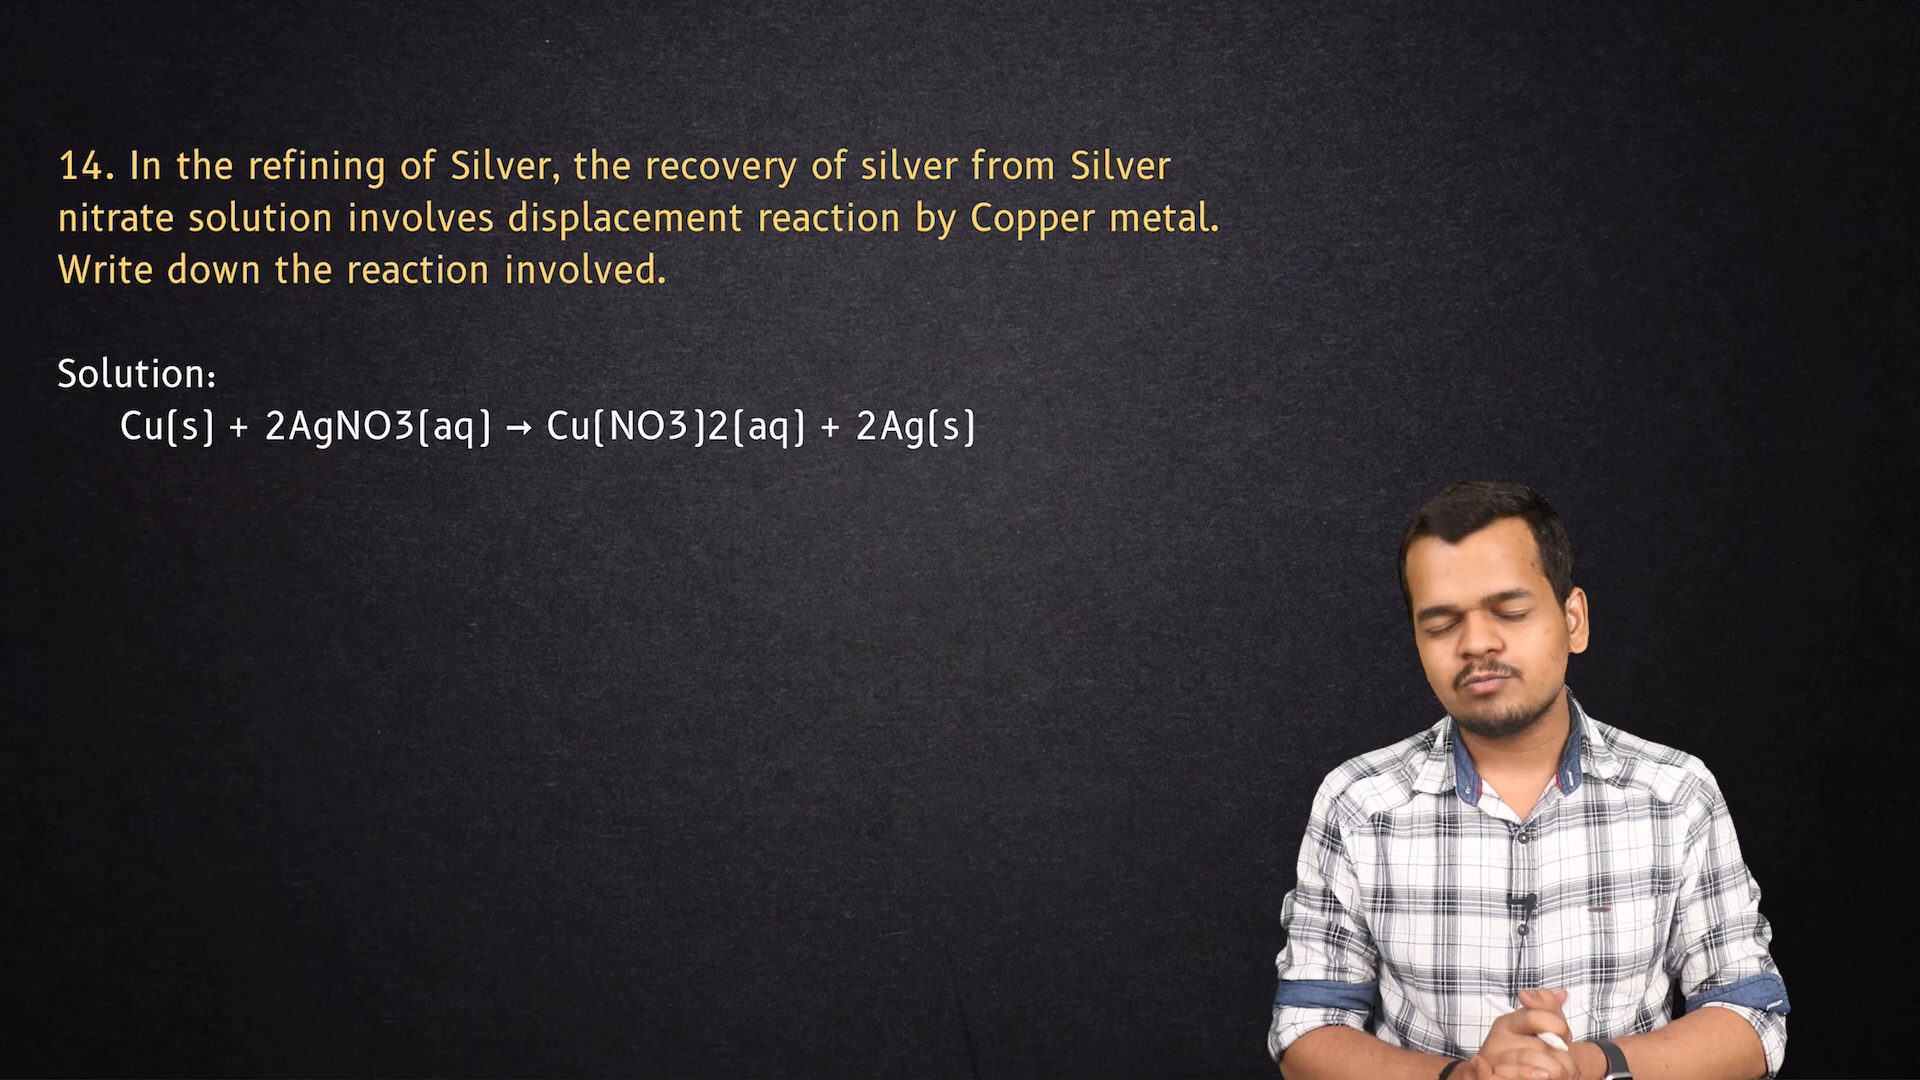 14. In the refining of Silver, the recovery of silver from Silver
nitrate solution involves displacement reaction by Copper metal.
Write down the reaction involved.
Solution:
Cu(s) + 2AgNO3(aq) → Cu(NO3)2(aq) + 2Ag(s)